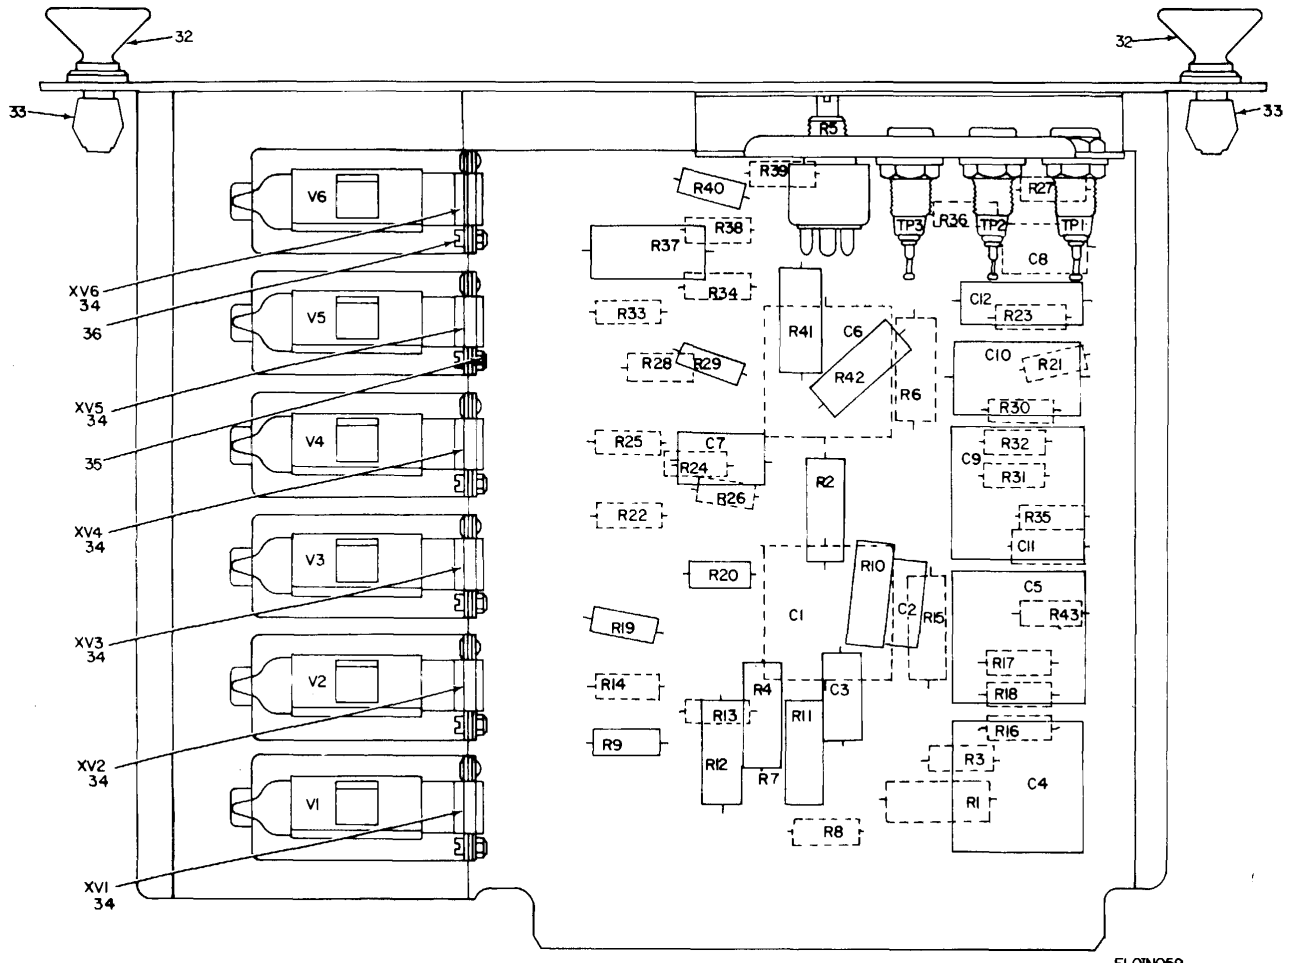 32
32
33
33
R5
V6
R40
R39
R27
R38
R36
TP3
TP2
TP1
R37
C8
XV6
34
R34
36
V5
R33
C12
R23
R41
C6
R28
R29
C10
R21
R42
R6
XV5
34
R30
V4
R25
C7
R32
35
R24
C9
R31
R2
R26
R22
R35
XV4
34
C11
V3
R20
R10
C5
C1
C2
R15
R43
R19
XV3
34
R17
V2
R14
R4
C3
R18
R13
R11
R16
R9
XV2
34
R12
R7
R3
C4
V1
R1
R8
XV1
34